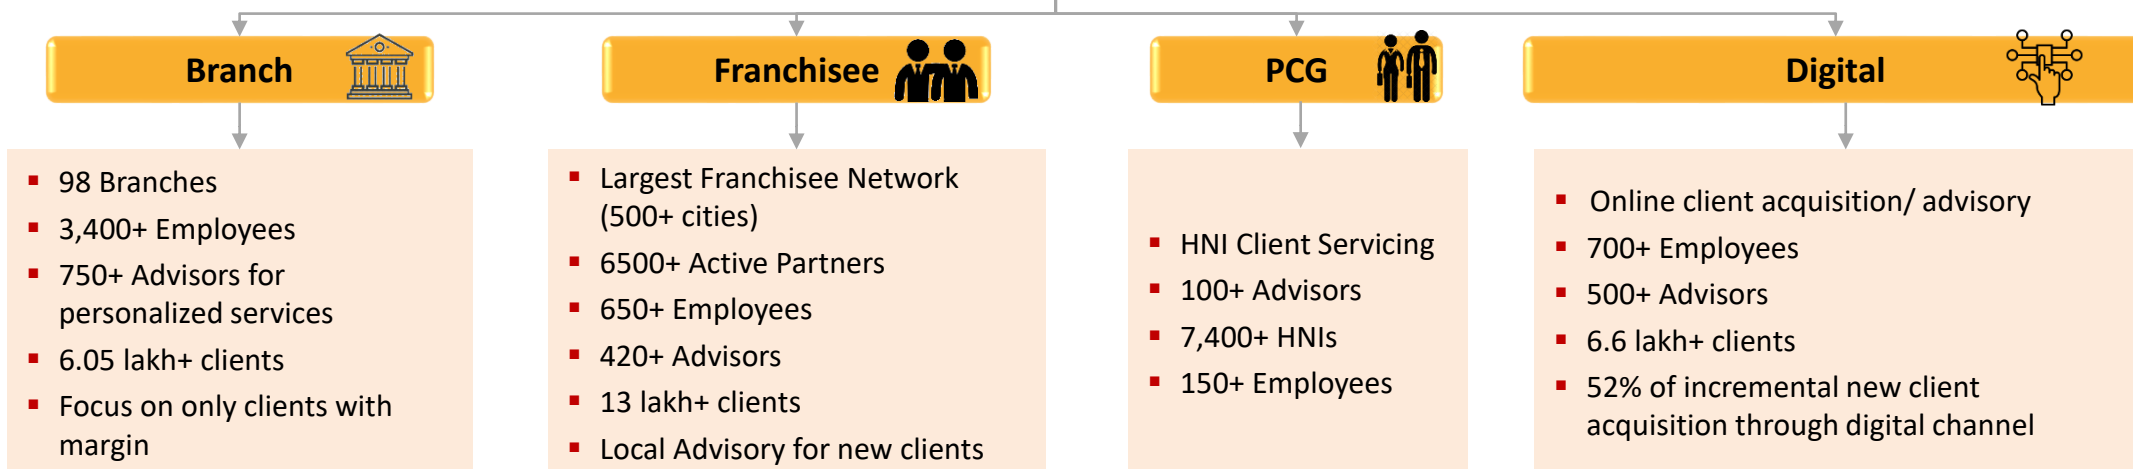 Branch
98 Branches
3,400+ Employees
750+ Advisors for
personalized services
6.05 lakh+ clients
Focus on only clients with
margin
Franchisee
Largest Franchisee Network
(500+ cities)
6500+ Active Partners
650+ Employees
420+ Advisors
13 lakh+ clients
Local Advisory for new clients
PCG
HNI Client Servicing
100+ Advisors
7,400+ HNIs
150+ Employees
Digital
Online client acquisition/ advisory
700+ Employees
500+ Advisors
6.6 lakh+ clients
52% of incremental new client
acquisition through digital channel